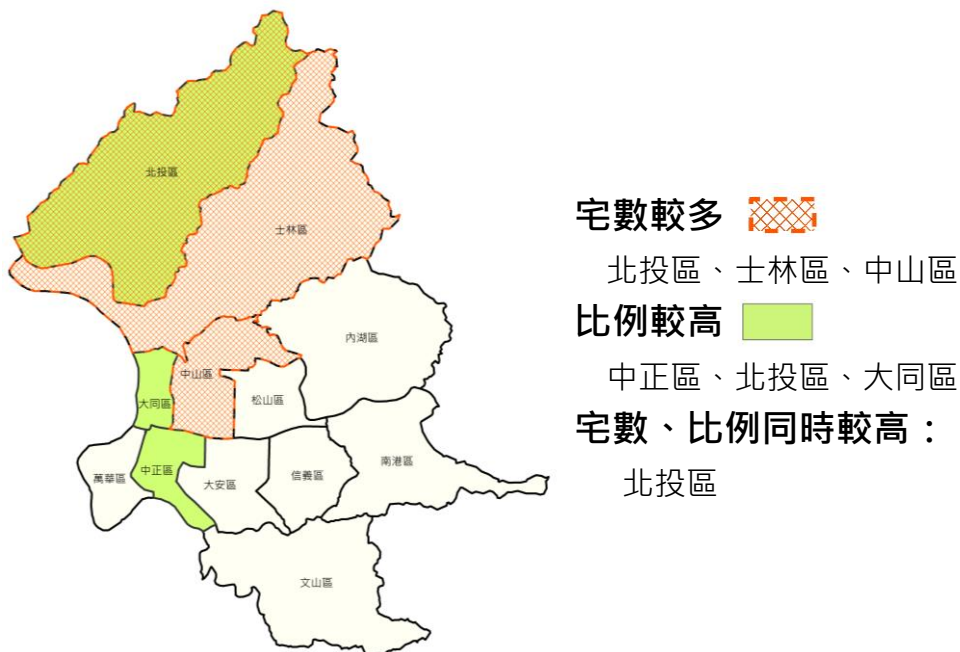 北投區
士林區
內湖區
中山區
松山區
大同區
南港區
信義區
中正區
萬華區
大安區
文山區
宅數較多
北投區、士林區、中山區
比例較高
中正區、北投區、大同區
宅數、比例同時較高：
北投區